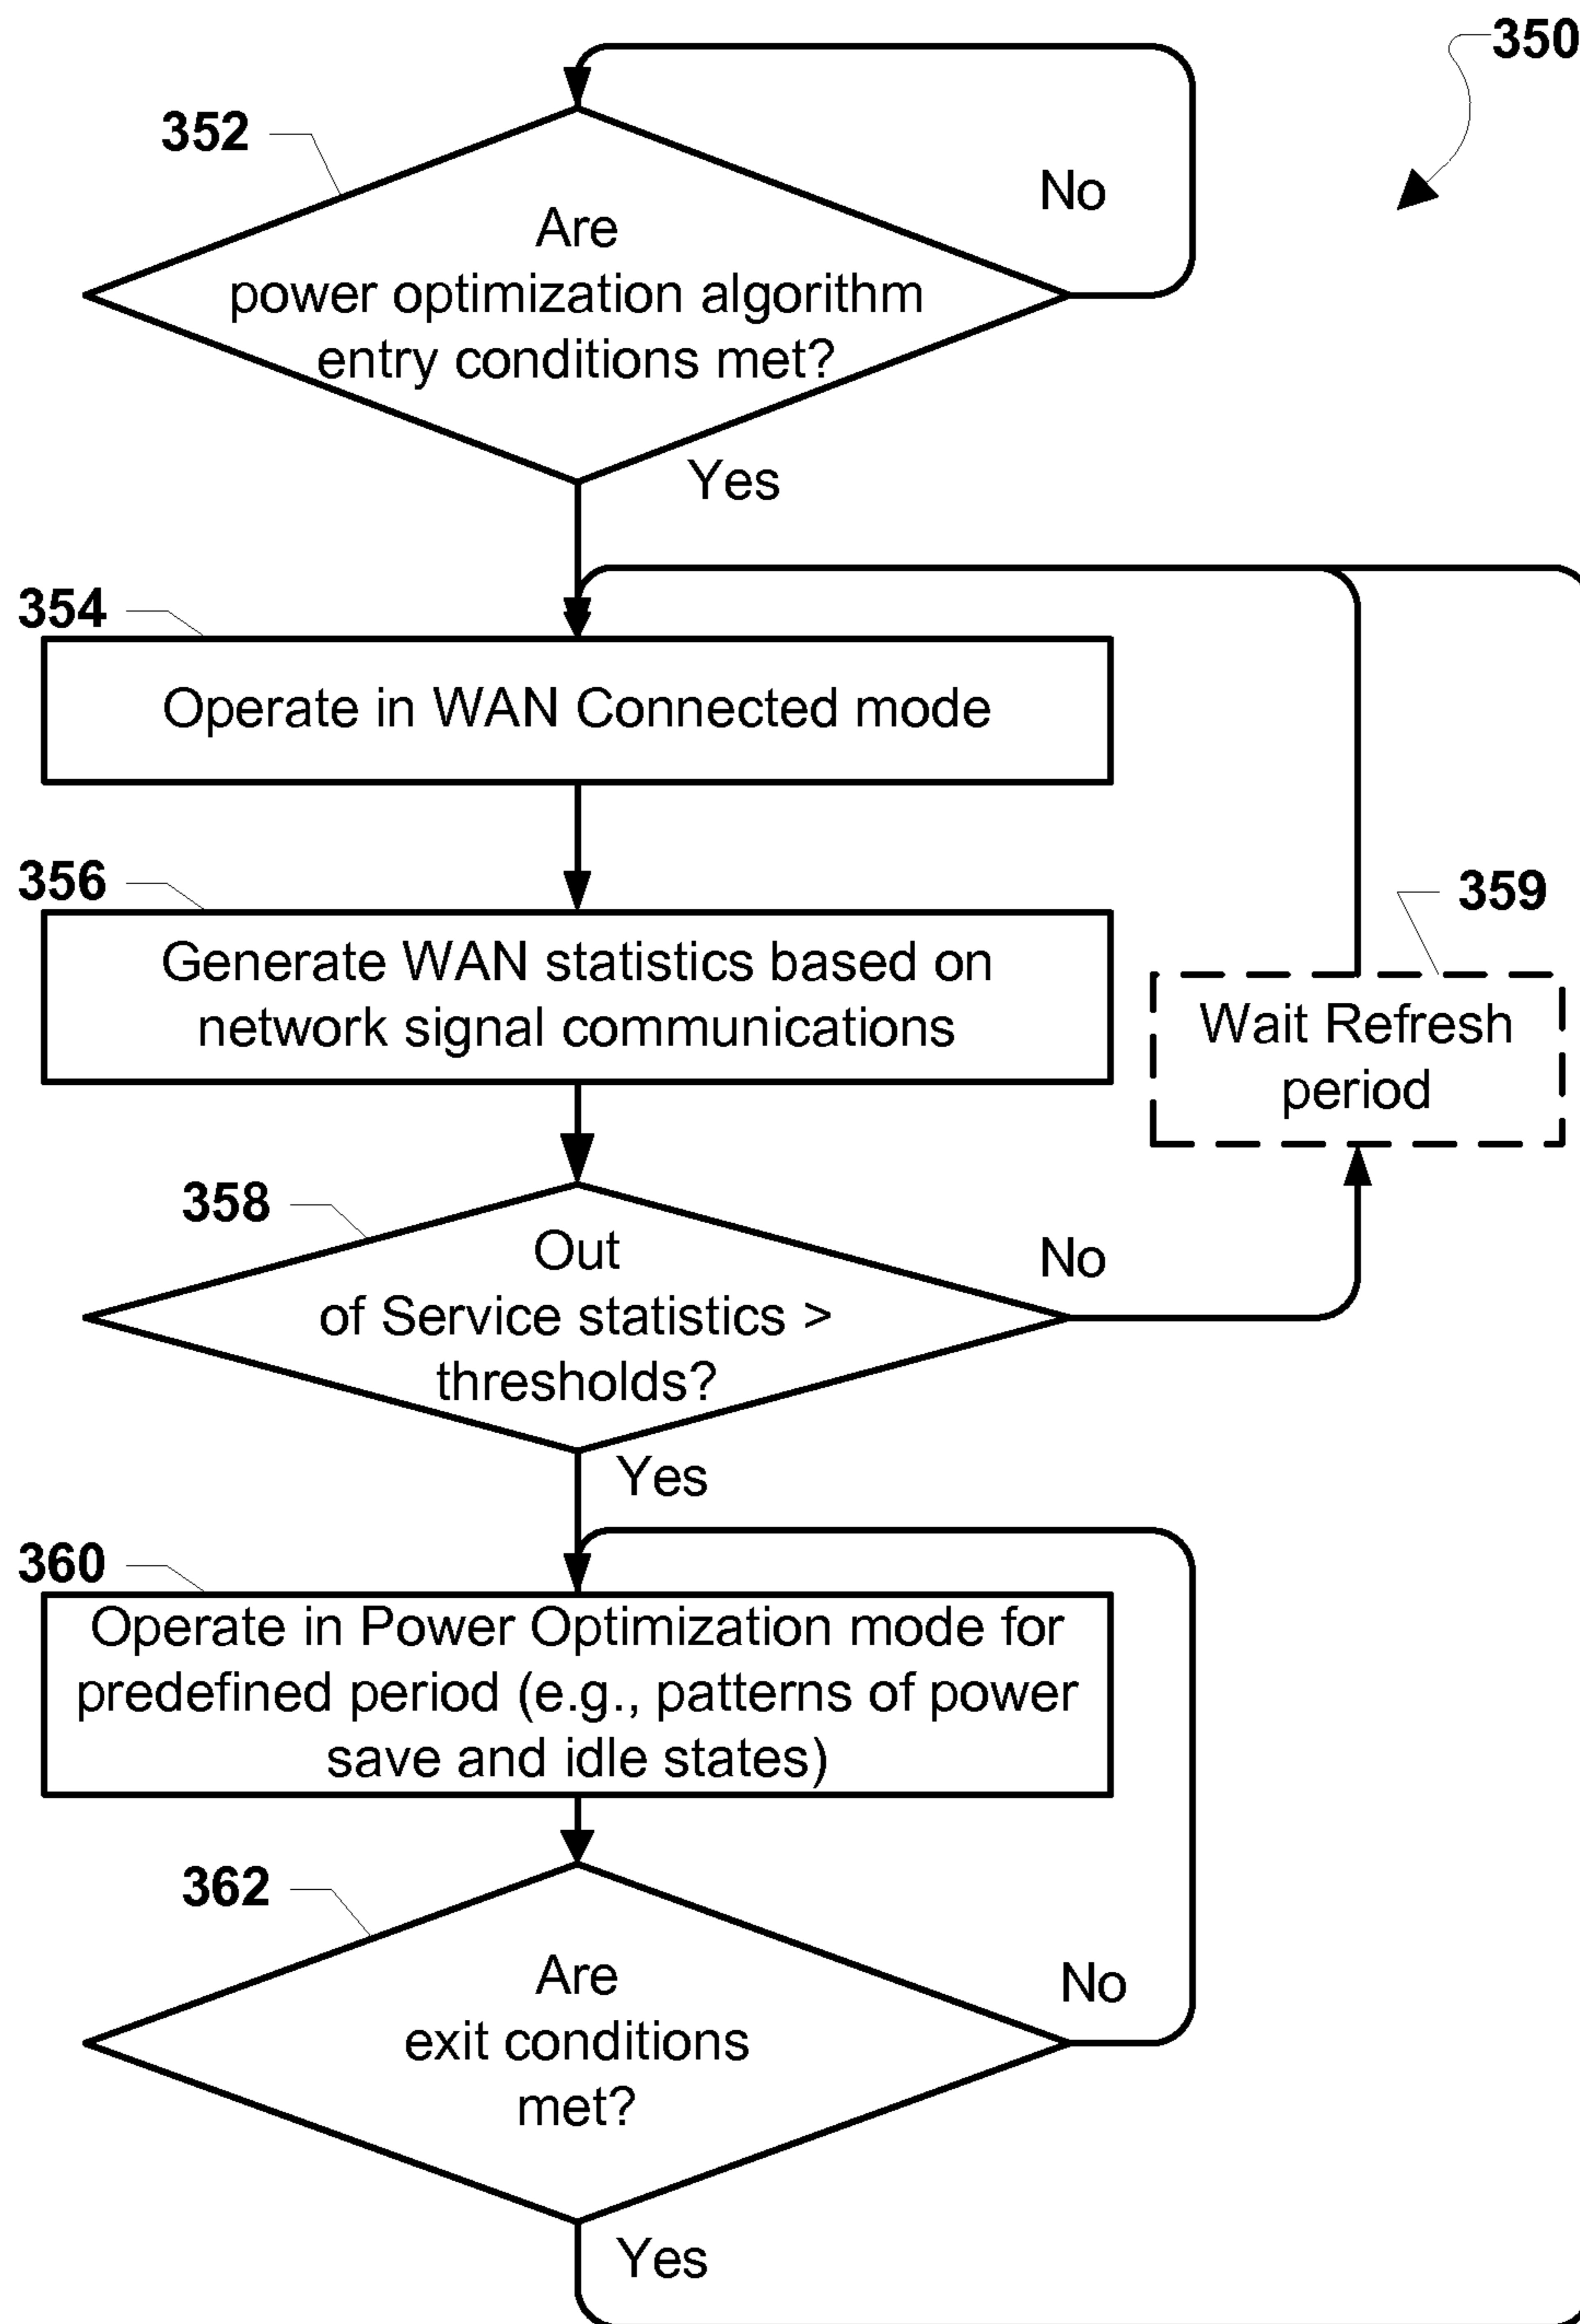 350
352
No
Are
power optimization algorithm
entry conditions met?
Yes
354
Operate in WAN Connected mode
356
359
Generate WAN statistics based on
network signal communications
Wait Refresh
period
358
Out
of Service statistics >
thresholds?
No
Yes
360
Operate in Power Optimization mode for
predefined period (e.g., patterns of power
save and idle states)
362
Are
exit conditions
met?
No
Yes